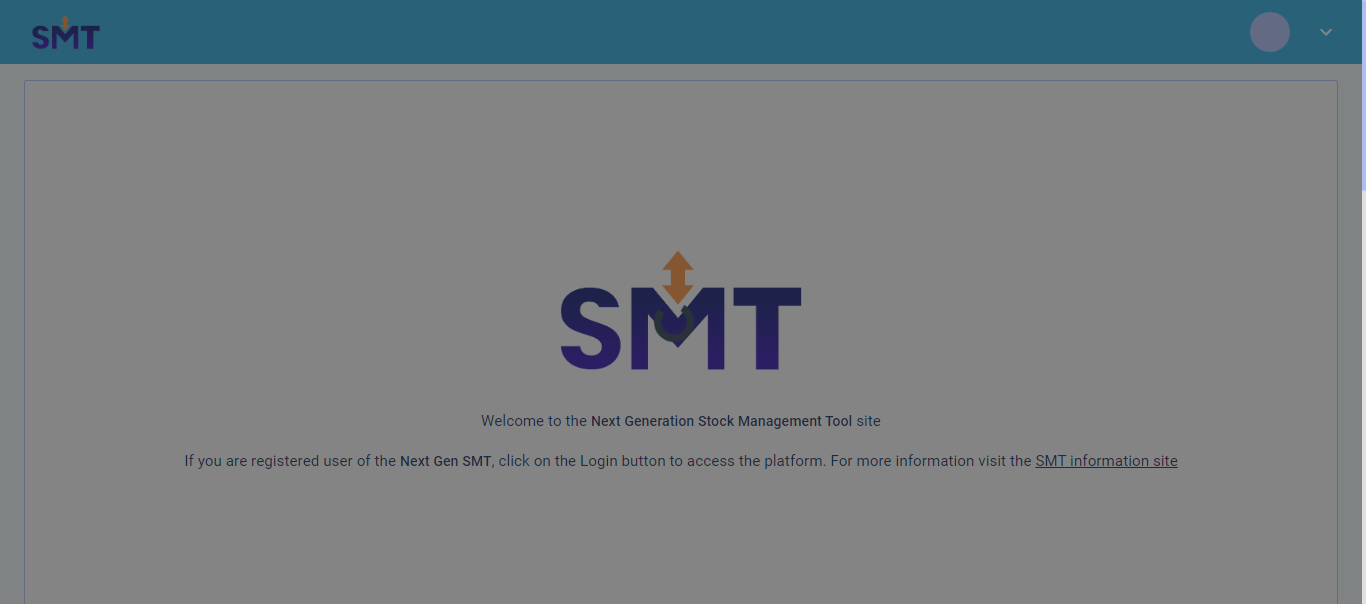 SMT
SMT
Welcome to the Next Generation Stock Management Tool site
If you are registered user of the Next Gen SMT, click on the Login button to access the platform. For more information visit the SMT information site